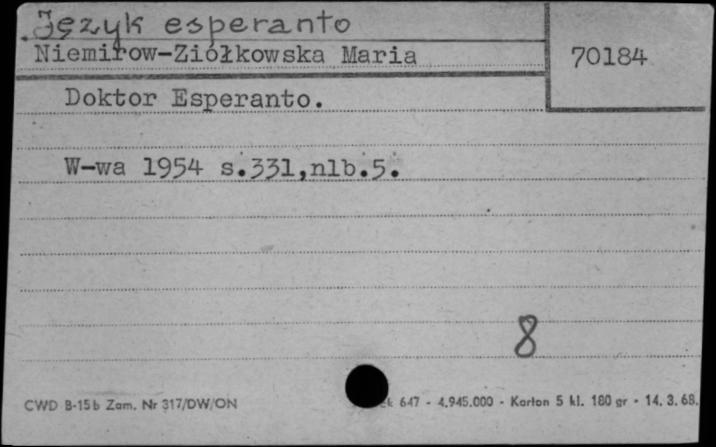 Język esperanto
Niemirow-Ziółkowska Maria
70184
Doktor Esperanto.
W-wa 1954 s.331,nlb.5.
8
CWD B-15b Zam. Nr 317/DW/ON
647 - 4.945.000 - Karton 5 kl. 180 gr - 14. 3. 68.